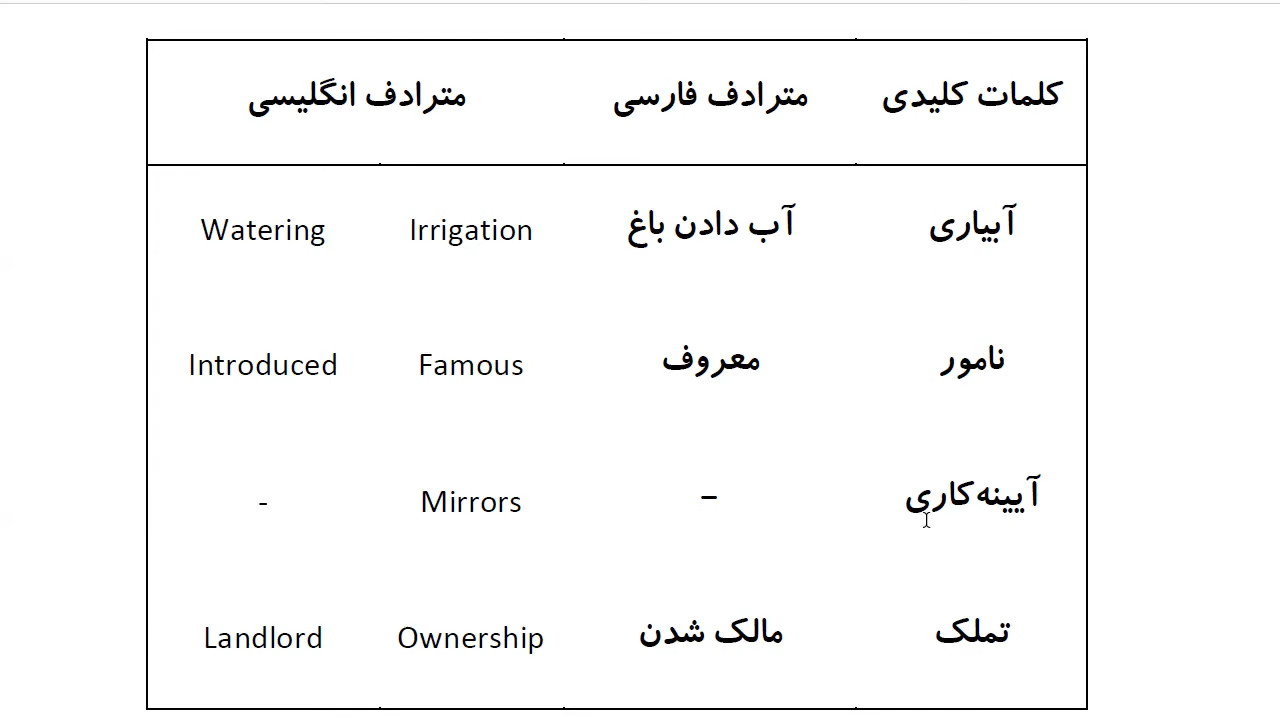 کلمات کلیدی مترادف فارسی مترادف انگلیسی
آبیاری آب دادن باغ Irrigation Watering
نامور معروف Famous Introduced
آیینه‌کاری – Mirrors -
تملک مالک شدن Ownership Landlord